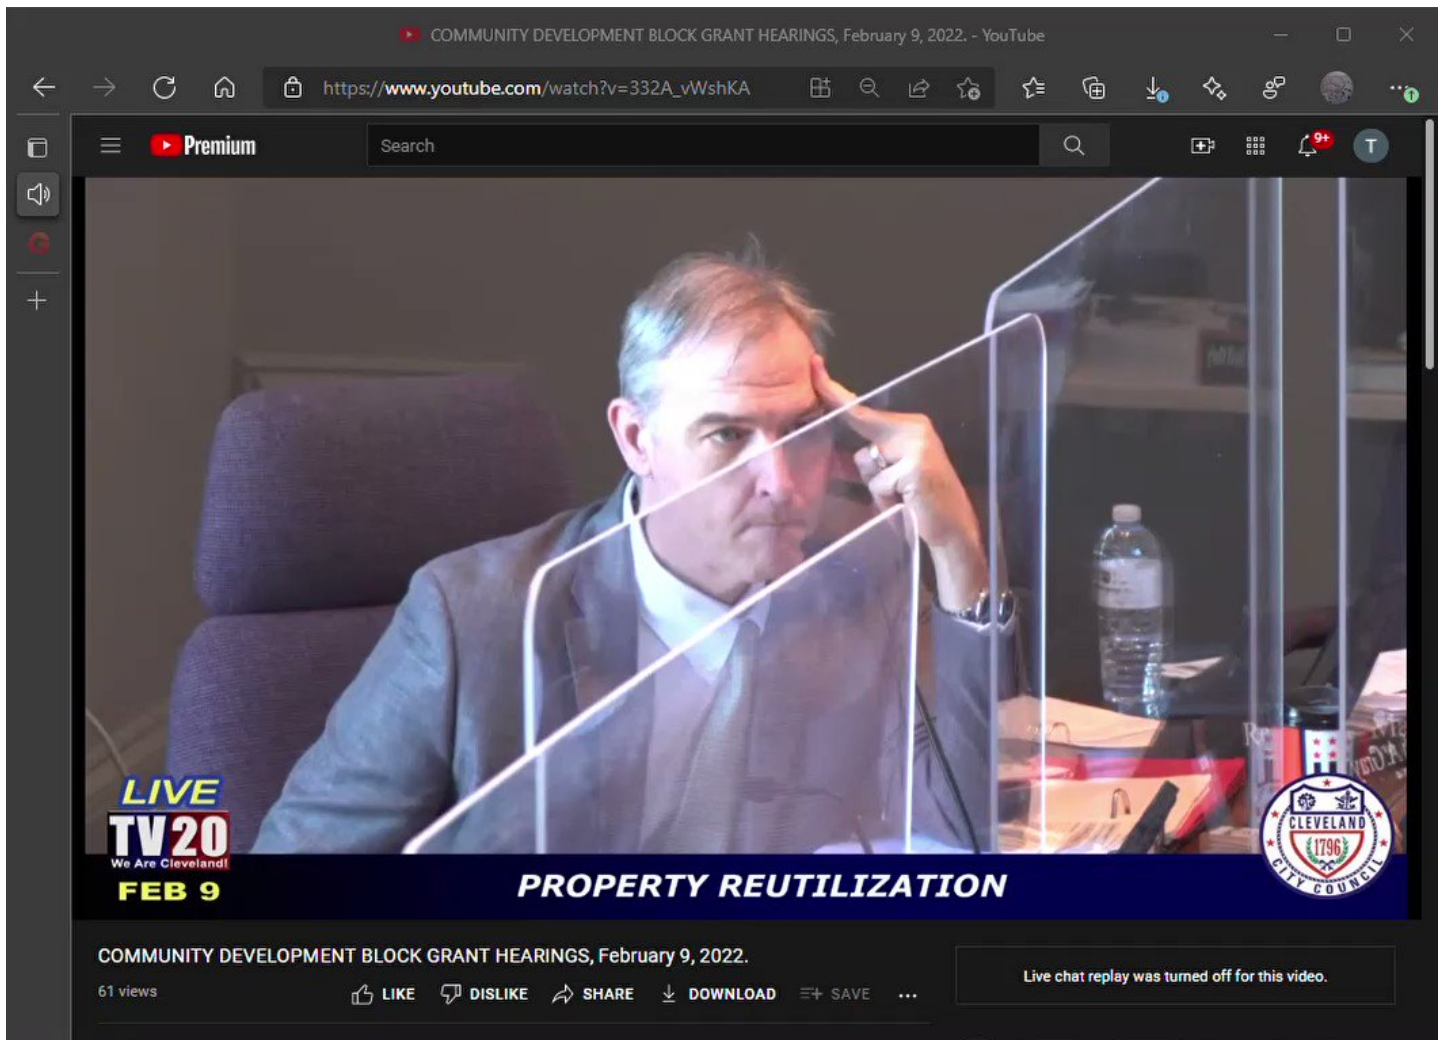 COMMUNITY DEVELOPMENT BLOCK GRANT HEARINGS, February 9, 2022. - YouTube
https://www.youtube.com/watch?v=332A_vWshKA
Premium
Search
9+
T
G
LIVE
TV20
We Are Cleveland!
FEB 9
PROPERTY REUTILIZATION
CLEVELAND
1796
CITY COUNCIL
COMMUNITY DEVELOPMENT BLOCK GRANT HEARINGS, February 9, 2022.
61 views
LIKE
DISLIKE
SHARE
DOWNLOAD
SAVE
Live chat replay was turned off for this video.